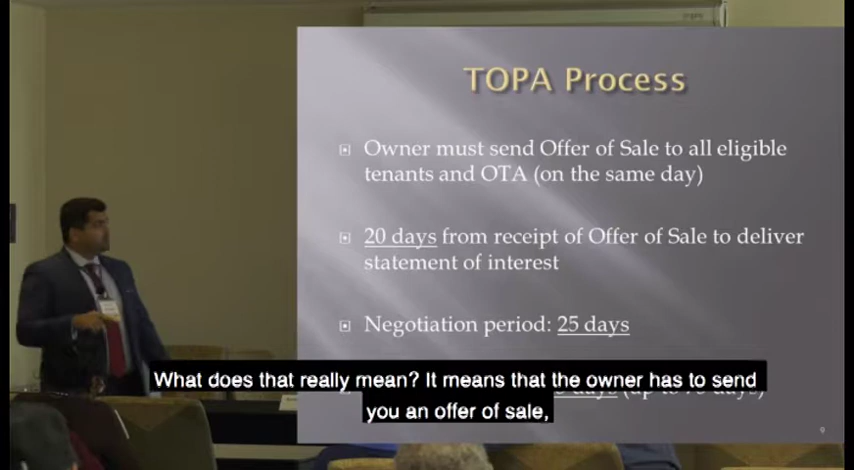 TOPA Process
Owner must send Offer of Sale to all eligible
tenants and OTA (on the same day)
20 days from receipt of Offer of Sale to deliver
statement of interest
Negotiation period: 25 days
What does that really mean? It means that the owner has to send
you an offer of sale,
9